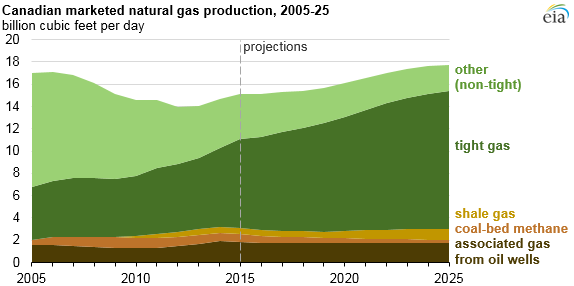 Canadian marketed natural gas production, 2005-25
billion cubic feet per day
eia
20
18
16
14
12
10
8
6
4
2
0
projections
other
(non-tight)
tight gas
shale gas
coal-bed methane
associated gas
from oil wells
2005
2010
2015
2020
2025